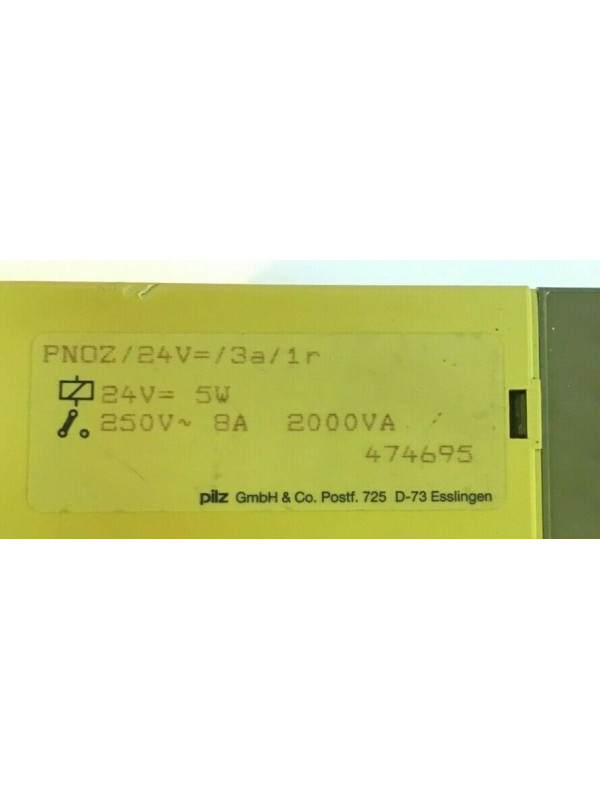 PNOZ/24V=/3a/1r
24V= 5W
250V~ 8A 2000VA
474695
pilz GmbH & Co. Postf. 725 D-73 Esslingen